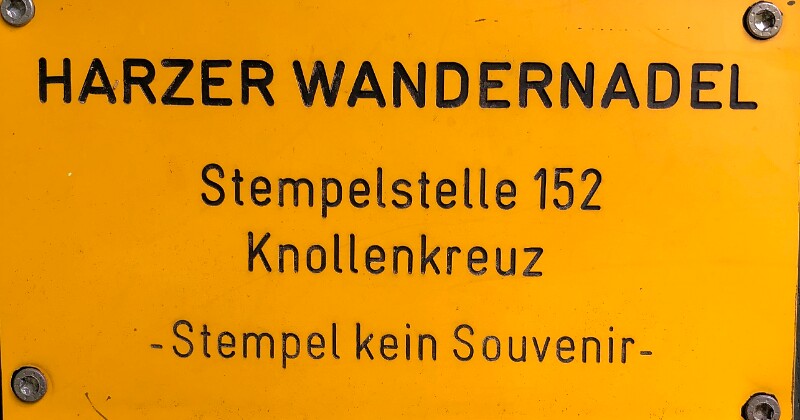 HARZER WANDERNADEL
Stempelstelle 152
Knollenkreuz
-Stempel kein Souvenir-